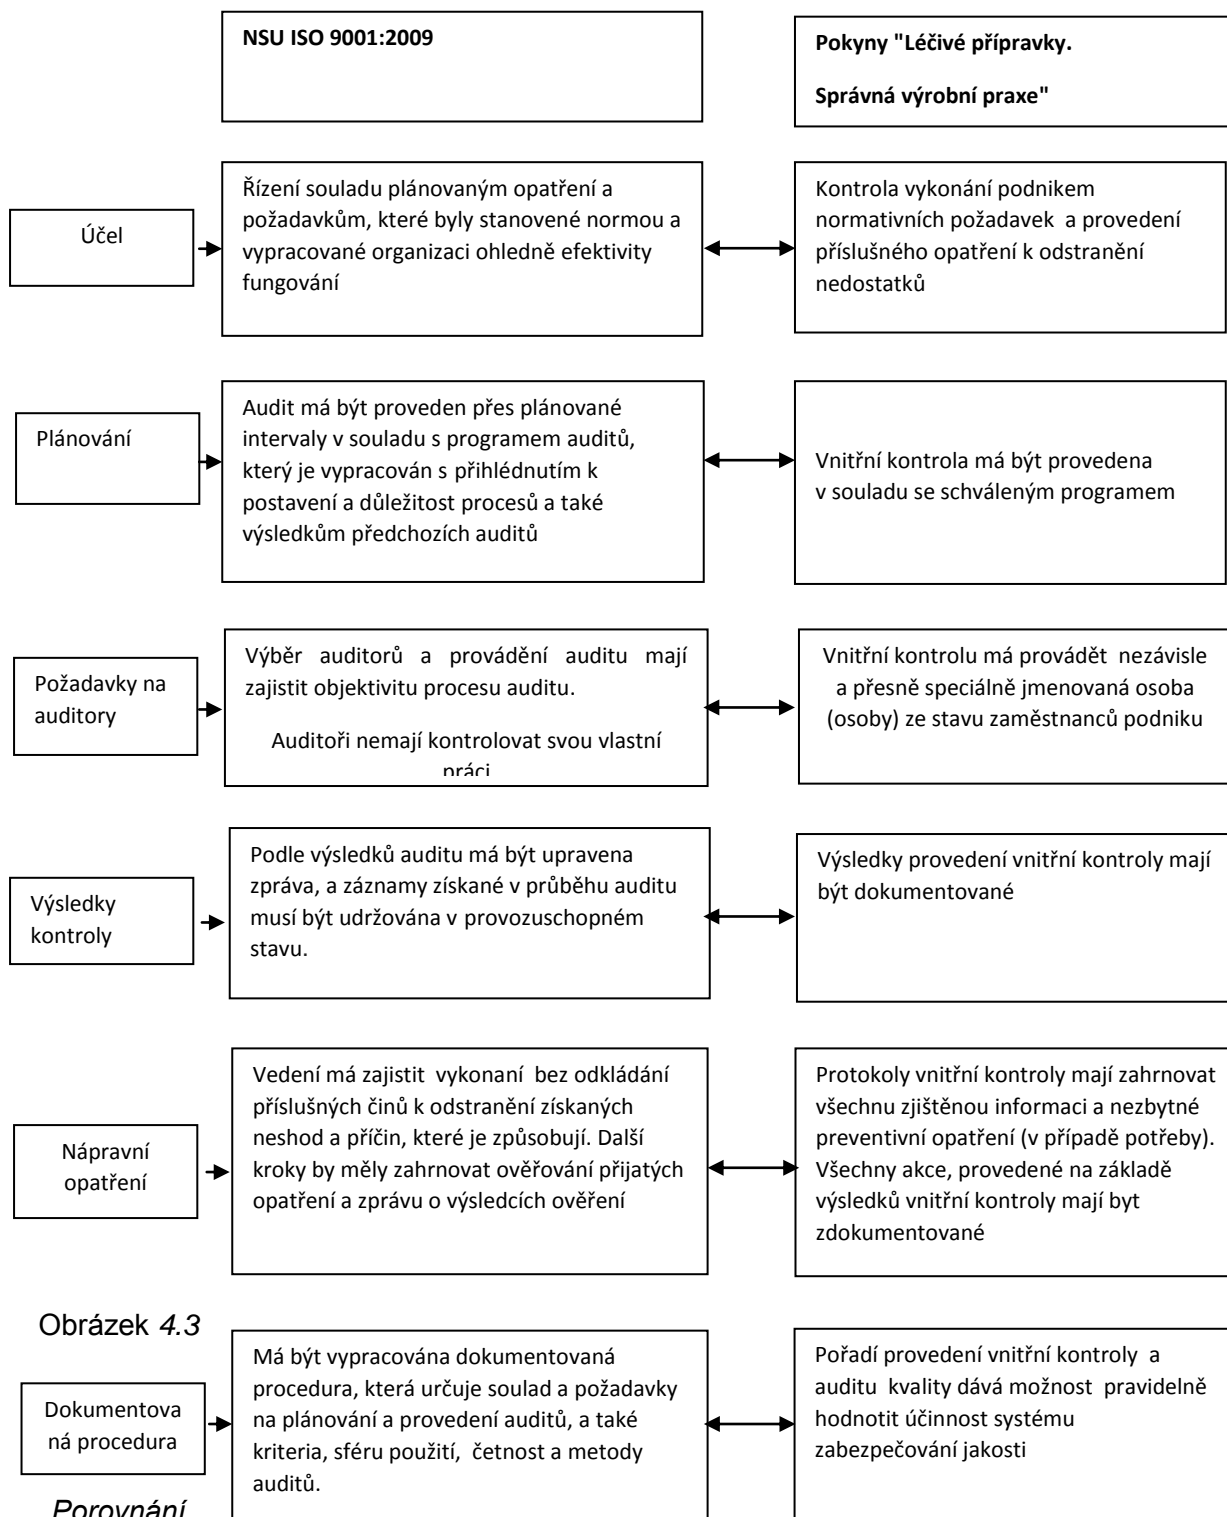 NSU ISO 9001:2009
Pokyny "Léčivé přípravky.
Správná výrobní praxe"
Účel
Řízení souladu plánovaným opatření a
požadavkům, které byly stanovené normou a
vypracované organizaci ohledně efektivity
fungování
Kontrola vykonání podnikem
normativních požadavek a provedení
příslušného opatření k odstranění
nedostatků
Plánování
Audit má být proveden přes plánované
intervaly v souladu s programem auditů,
který je vypracován s přihlédnutím k
postavení a důležitost procesů a také
výsledkům předchozích auditů
Vnitřní kontrola má být provedena
v souladu se schváleným programem
Požadavky na
auditory
Výběr auditorů a provádění auditu mají
zajistit objektivitu procesu auditu.
Auditoři nemají kontrolovat svou vlastní
práci
Vnitřní kontrolu má provádět nezávisle
a přesně speciálně jmenovaná osoba
(osoby) ze stavu zaměstnanců podniku
Výsledky
kontroly
Podle výsledků auditu má být upravena
zpráva, a záznamy získané v průběhu auditu
musí být udržována v provozuschopném
stavu.
Výsledky provedení vnitřní kontroly mají
být dokumentované
Nápravní
opatření
Vedení má zajistit vykonaní bez odkládání
příslušných činů k odstranění získaných
neshod a příčin, které je způsobují. Další
kroky by měly zahrnovat ověřování přijatých
opatření a zprávu o výsledcích ověření
Protokoly vnitřní kontroly mají zahrnovat
všechnu zjištěnou informaci a nezbytné
preventivní opatření (v případě potřeby).
Všechny akce, provedené na základě
výsledků vnitřní kontroly mají byt
zdokumentované
Obrázek 4.3
Dokumentova
ná procedura
Má být vypracována dokumentovaná
procedura, která určuje soulad a požadavky
na plánování a provedení auditů, a také
kriteria, sféru použití, četnost a metody
auditů.
Pořadí provedení vnitřní kontroly a
auditu kvality dává možnost pravidelně
hodnotit účinnost systému
zabezpečování jakosti
Porovnání